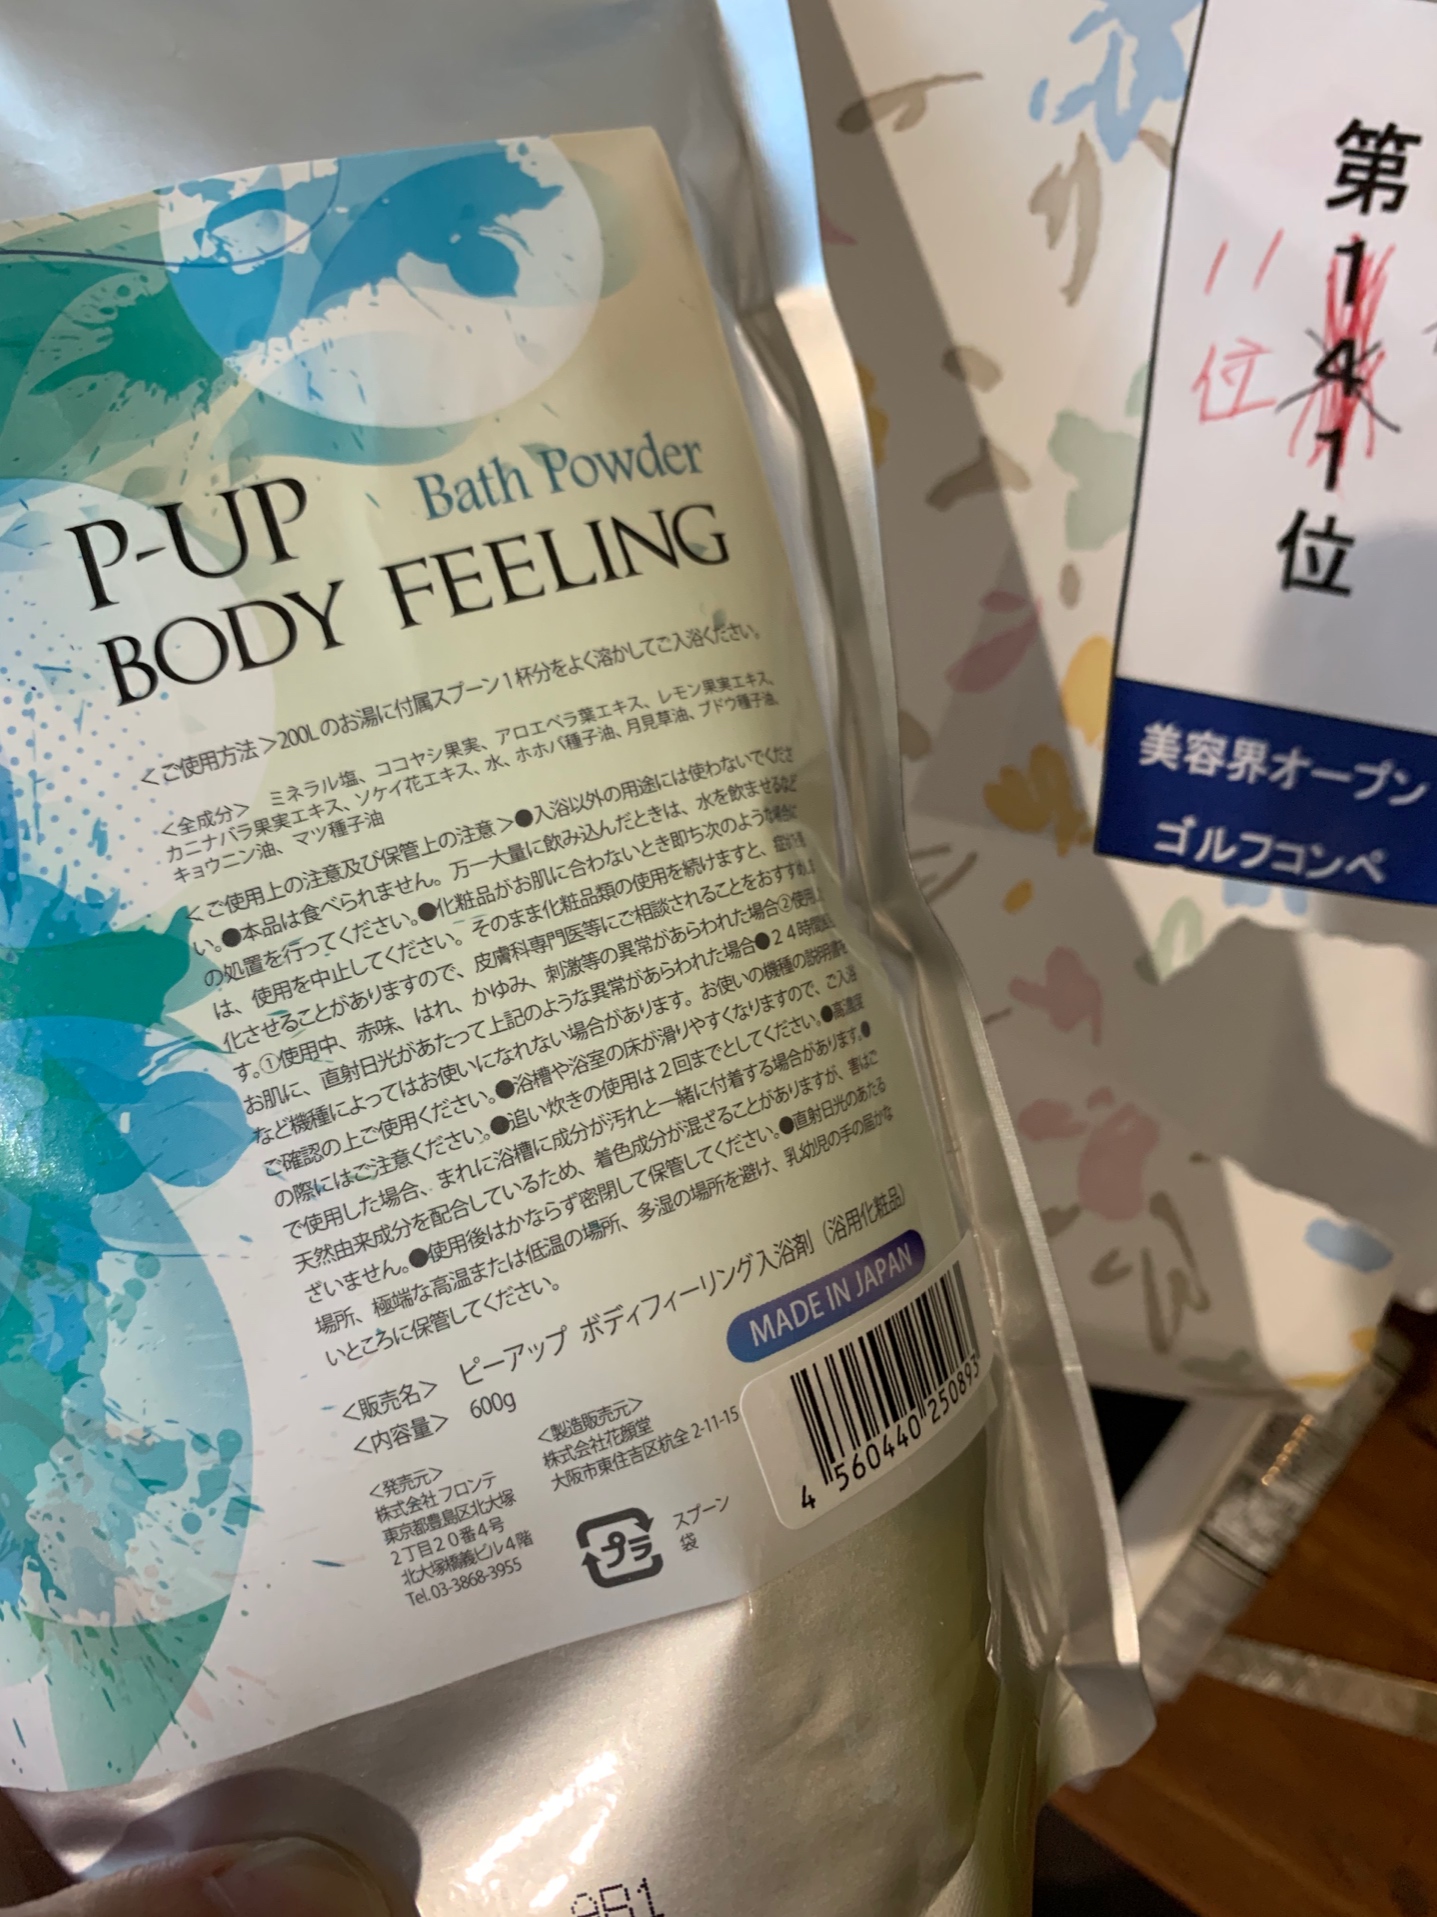 P-UP Bath Powder
BODY FEELING
<ご使用方法>200Lのお湯に付属スプーン1杯分をよく溶かしてご入浴ください。
<全成分> ミネラル塩、ココヤシ果実、アロエベラ葉エキス、レモン果実エキス、
カニナバラ果実エキス、ソケイ花エキス、水、ホホバ種子油、月見草油、ブドウ種子油、
キョウニン油、マツ種子油
<ご使用上の注意及び保管上の注意>●入浴以外の用途には使わないでくださ
い。●本品は食べられません。万一大量に飲み込んだときは、水を飲ませるなど
の処置を行ってください。●化粧品がお肌に合わないとき即ち次のような場合に
は、使用を中止してください。そのまま化粧品類の使用を続けますと、症状を
化させることがありますので、皮膚科専門医等にご相談されることをおすすめし
す。①使用中、赤味、はれ、かゆみ、刺激等の異常があらわれた場合②使用し
お肌に、直射日光があたって上記のような異常があらわれた場合●24時間
など機種によってはお使いになれない場合があります。お使いの機種の説明書を
ご確認の上ご使用ください。●浴槽や浴室の床が滑りやすくなりますので、ご入浴
の際にはご注意ください。●追い炊きの使用は2回までとしてください。●高濃度
で使用した場合、まれに浴槽に成分が汚れと一緒に付着する場合があります。●
天然由来成分を配合しているため、着色成分が混ざることがありますが、害はご
ざいません。●使用後はかならず密閉して保管してください。●直射日光のあたる
場所、極端な高温または低温の場所、多湿の場所を避け、乳幼児の手の届かな
いところに保管してください。
<販売名> ピーアップ ボディフィーリング入浴剤(浴用化粧品)
<内容量> 600g
MADE IN JAPAN
<発売元>
株式会社フロンテ
東京都豊島区北大塚
2丁目20番4号
北大塚橋義ビル4階
Tel.03-3868-3955
<製造販売元>
株式会社花顔堂
大阪市東住吉区杭全2-11-15
プラ
スプーン
袋
4 560440 250893
9B1
第141位
11位
美容界オープン
ゴルフコンペ